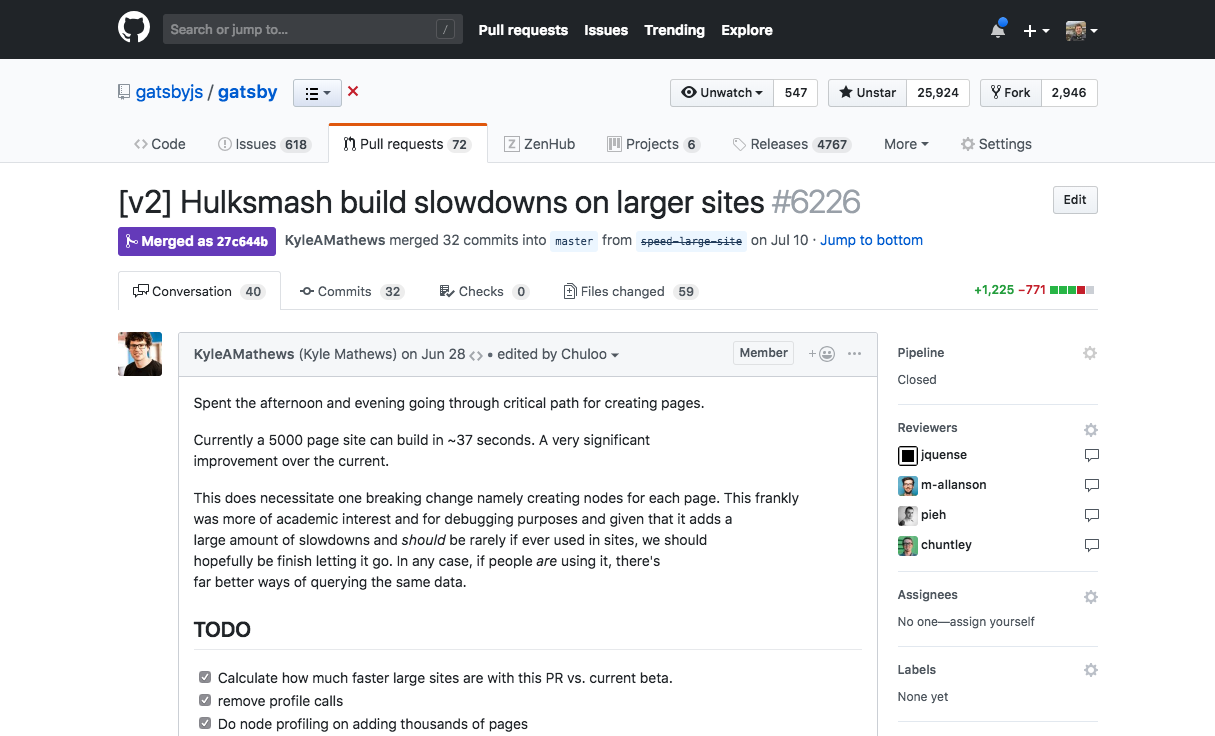 Search or jump to... / Pull requests Issues Trending Explore
gatsbyjs / gatsby Unwatch 547 Unstar 25,924 Fork 2,946
Code Issues 618 Pull requests 72 ZenHub Projects 6 Releases 4767 More Settings
[v2] Hulksmash build slowdowns on larger sites #6226 Edit
Merged as 27c644b KyleAMathews merged 32 commits into master from speed-large-site on Jul 10 · Jump to bottom
Conversation 40 Commits 32 Checks 0 Files changed 59 +1,225 −771
KyleAMathews (Kyle Mathews) on Jun 28 <> • edited by Chuloo Member + ...
Spent the afternoon and evening going through critical path for creating pages.
Currently a 5000 page site can build in ~37 seconds. A very significant
improvement over the current.
This does necessitate one breaking change namely creating nodes for each page. This frankly
was more of academic interest and for debugging purposes and given that it adds a
large amount of slowdowns and should be rarely if ever used in sites, we should
hopefully be finish letting it go. In any case, if people are using it, there's
far better ways of querying the same data.
TODO
Calculate how much faster large sites are with this PR vs. current beta.
remove profile calls
Do node profiling on adding thousands of pages
Pipeline
Closed
Reviewers
jquense
m-allanson
pieh
chuntley
Assignees
No one—assign yourself
Labels
None yet